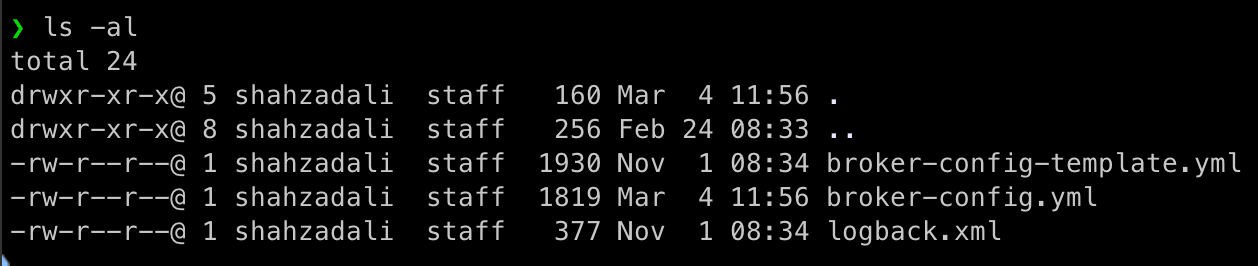 ❯ ls -al
total 24
drwxr-xr-x@ 5 shahzadali  staff   160 Mar  4 11:56 .
drwxr-xr-x@ 8 shahzadali  staff   256 Feb 24 08:33 ..
-rw-r--r--@ 1 shahzadali  staff  1930 Nov  1 08:34 broker-config-template.yml
-rw-r--r--@ 1 shahzadali  staff  1819 Mar  4 11:56 broker-config.yml
-rw-r--r--@ 1 shahzadali  staff   377 Nov  1 08:34 logback.xml